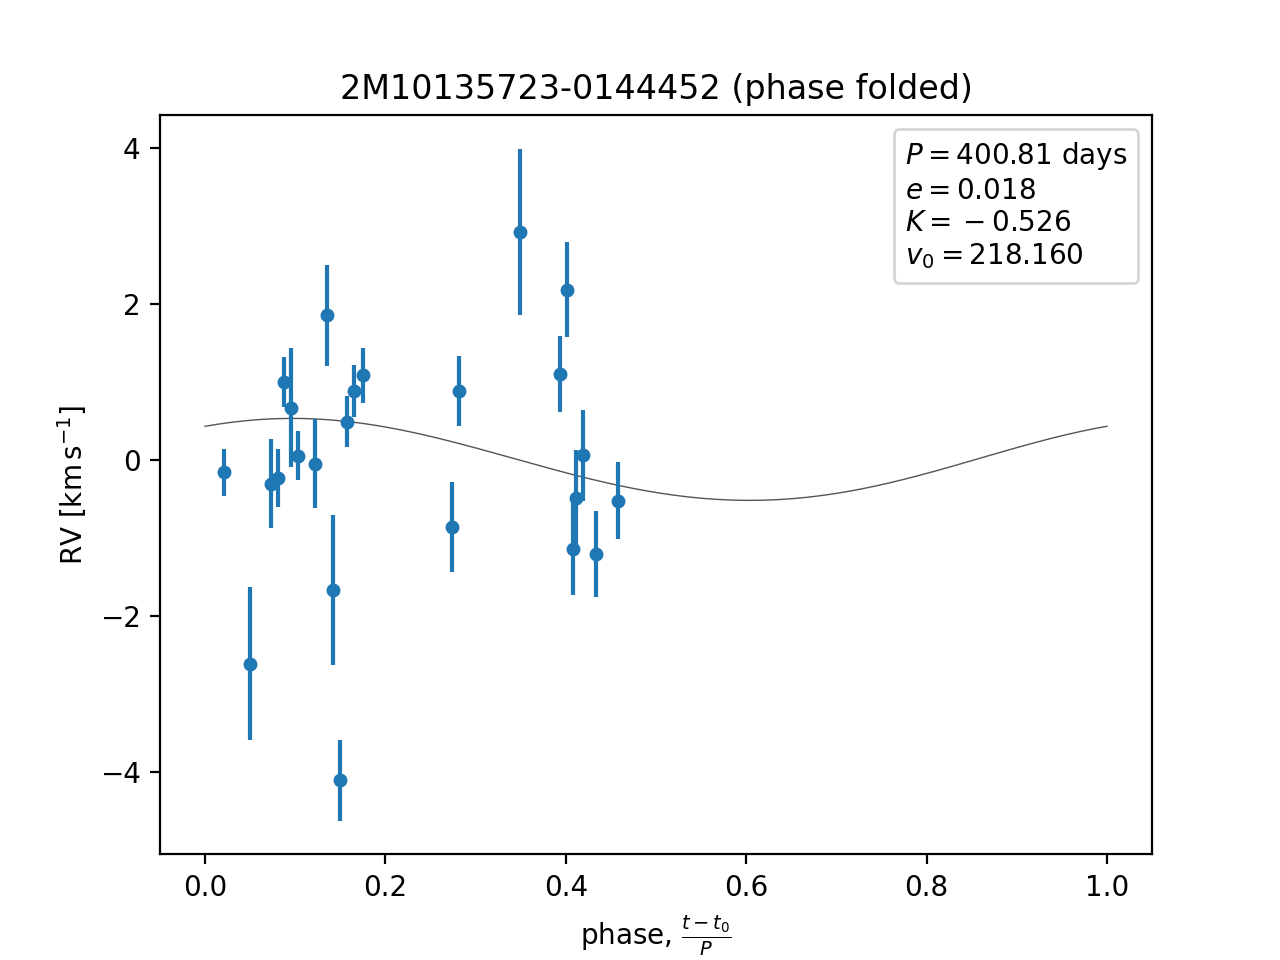 2M10135723-0144452 (phase folded)
P = 400.81 days
e = 0.018
K = −0.526
v₀ = 218.160
4
2
0
−2
−4
RV [km s⁻¹]
0.0 0.2 0.4 0.6 0.8 1.0
phase, (t − t₀)/P